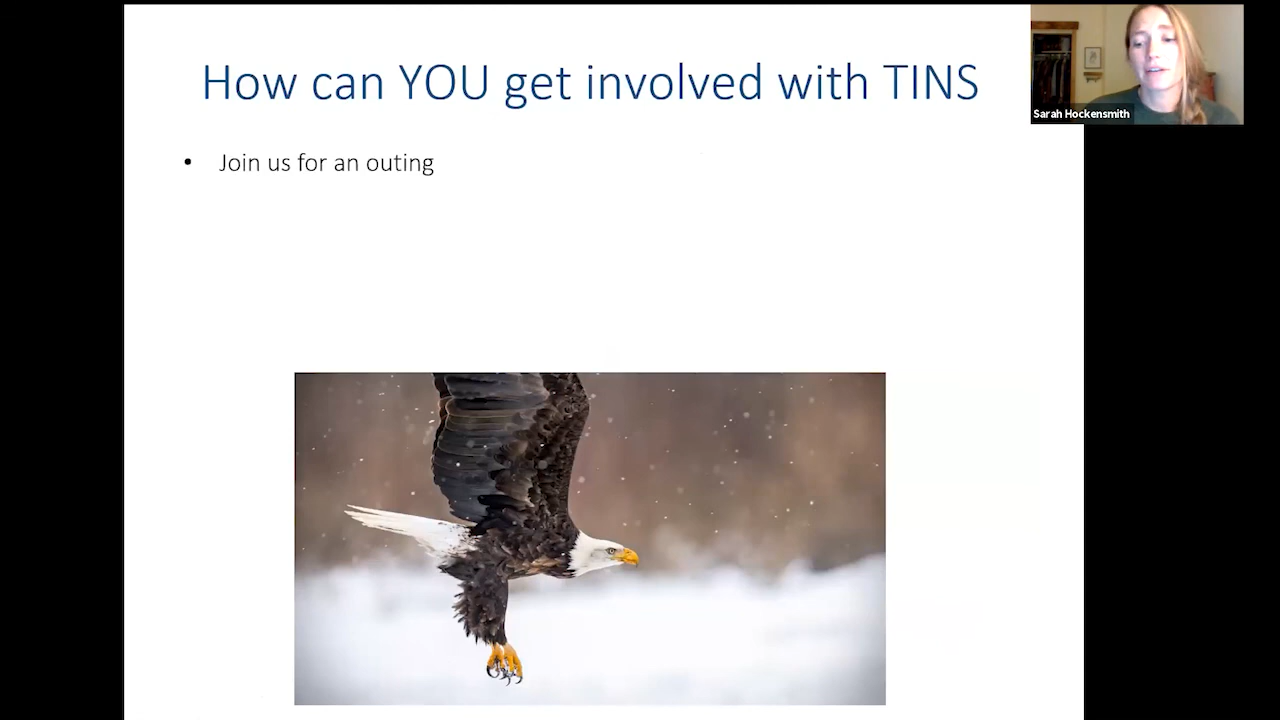 How can YOU get involved with TINS
Sarah Hockensmith
• Join us for an outing